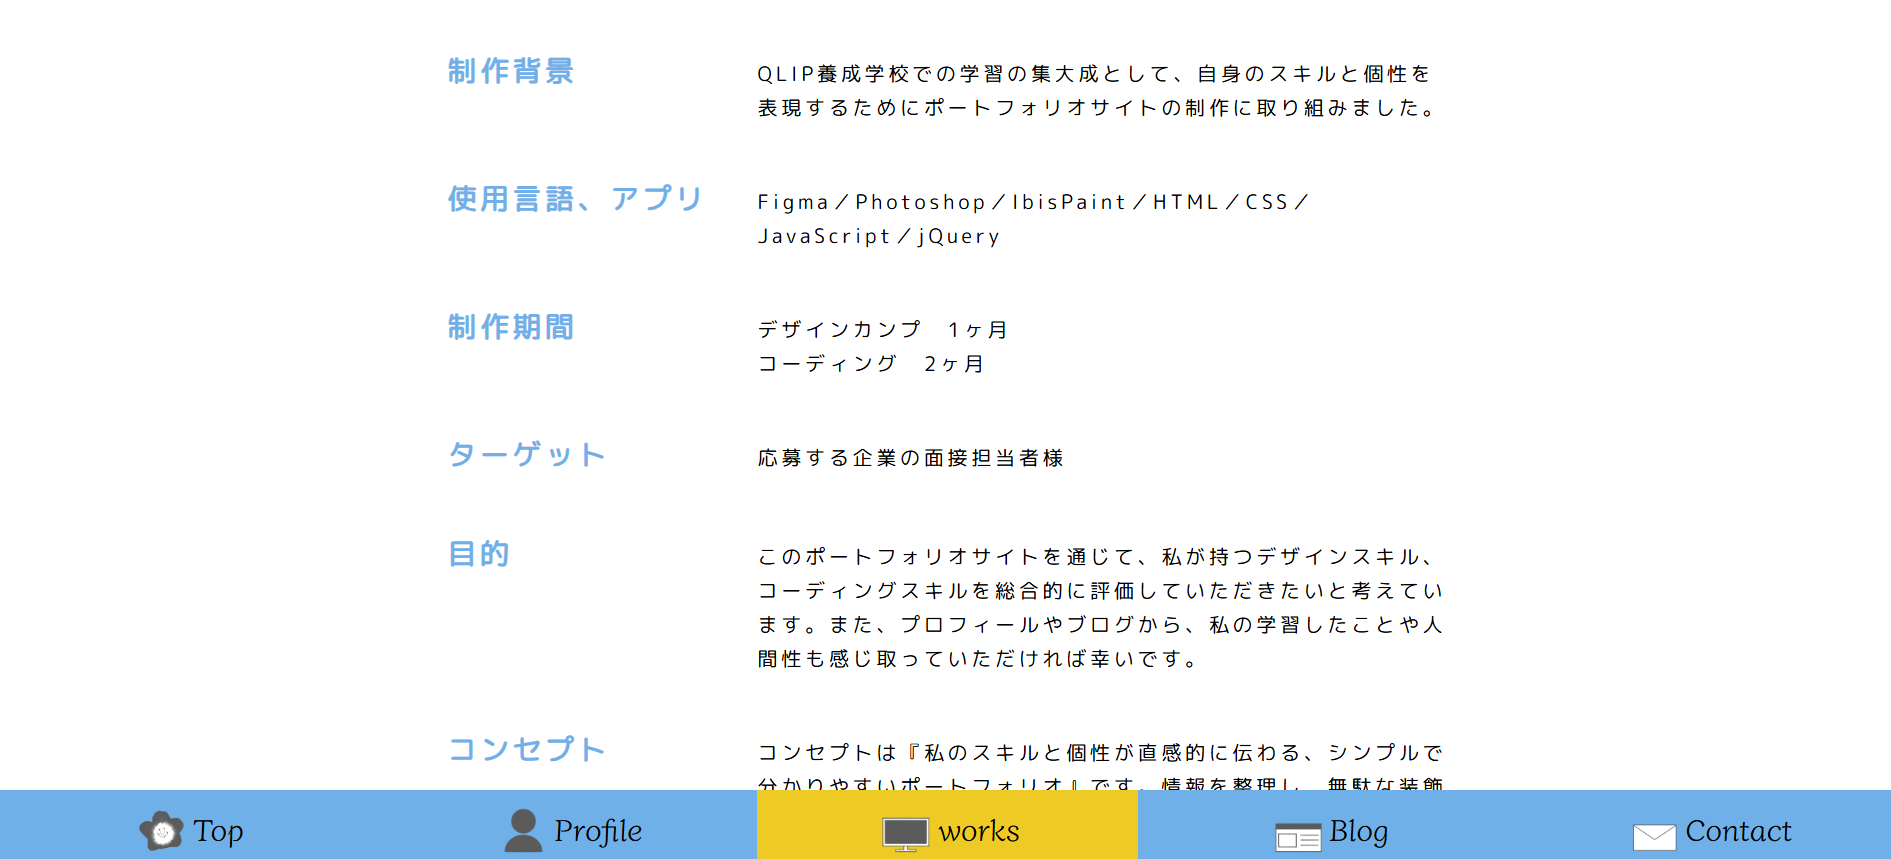 制作背景
QLIP養成学校での学習の集大成として、自身のスキルと個性を
表現するためにポートフォリオサイトの制作に取り組みました。
使用言語、アプリ
Figma／Photoshop／IbisPaint／HTML／CSS／
JavaScript／jQuery
制作期間
デザインカンプ　1ヶ月
コーディング　2ヶ月
ターゲット
応募する企業の面接担当者様
目的
このポートフォリオサイトを通じて、私が持つデザインスキル、
コーディングスキルを総合的に評価していただきたいと考えてい
ます。また、プロフィールやブログから、私の学習したことや人
間性も感じ取っていただければ幸いです。
コンセプト
コンセプトは『私のスキルと個性が直感的に伝わる、シンプルで
分かりやすいポートフォリオ』です。情報を整理し、無駄な装飾
Top
Profile
works
Blog
Contact